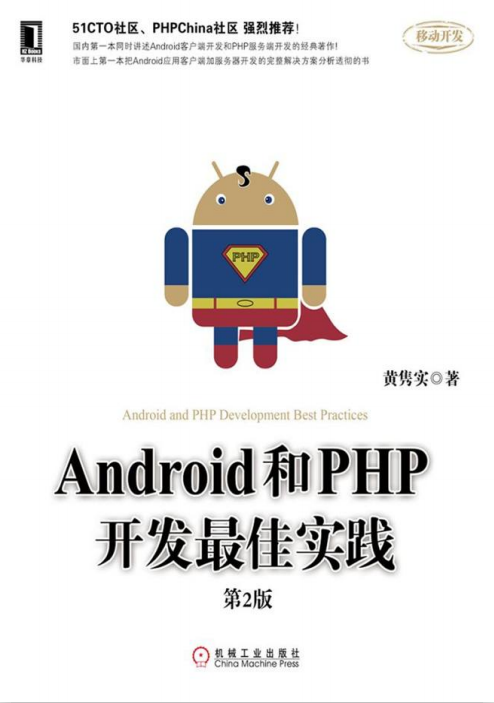 51CTO社区、PHPChina社区 强烈推荐!
国内第一本同时讲述Android客户端开发和PHP服务端开发的经典著作!
市面上第一本把Android应用客户端加服务器开发的完整解决方案分析透彻的书
移动开发
HZ Books
华章科技
PHP
黄隽实◎著
Android and PHP Development Best Practices
Android和PHP
开发最佳实践
第2版
机械工业出版社
China Machine Press